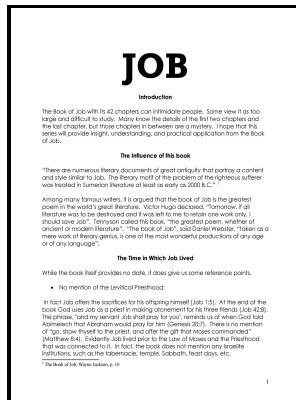 JOB
Introduction
The Book of Job with its 42 chapters can intimidate people. Some view it as too
large and difficult to study. Many know the details of the first two chapters and
the last chapter, but those chapters in between are a mystery. I hope that this
series will provide insight, understanding, and practical application from the Book
of Job.
The Influence of this book
"There are numerous literary documents of great antiquity that portray a content
and style similar to Job. The literary motif of the problem of the righteous sufferer
was treated in Sumerian literature at least as early as 2000 B.C." 1
Among many famous writers, it is argued that the book of Job is the greatest
poem in the world's great literature. Victor Hugo declared, "Tomorrow, if all
literature was to be destroyed and it was left to me to retain one work only, I
should save Job". Tennyson called this book, "the greatest poem, whether of
ancient or modern literature". "The book of Job", said Daniel Webster, "taken as a
mere work of literary genius, is one of the most wonderful productions of any age
or of any language".
The Time in Which Job Lived
While the book itself provides no date, it does give us some reference points.
• No mention of the Levitical Priesthood:
In fact Job offers the sacrifices for his offspring himself (Job 1:5). At the end of the
book God uses Job as a priest in making atonement for his three friends (Job 42:8).
The phrase, "and my servant Job shall pray for you", reminds us of when God told
Abimelech that Abraham would pray for him (Genesis 20:7). There is no mention
of "go, show thyself to the priest, and offer the gift that Moses commanded"
(Matthew 8:4). Evidently Job lived prior to the Law of Moses and the Priesthood
that was connected to it. In fact, the book does not mention any Israelite
institutions, such as the tabernacle, temple, Sabbath, feast days, etc.
1 The Book of Job, Wayne Jackson, p. 10
1